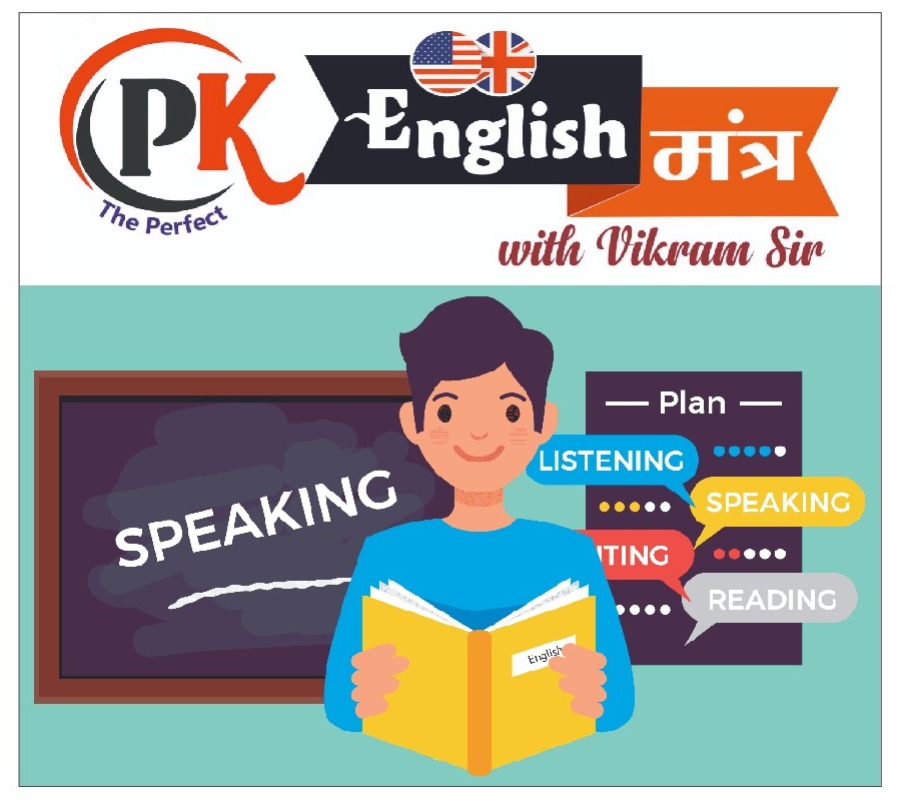 PK
The Perfect
English
मंत्र
with Vikram Sir
SPEAKING
Plan
LISTENING
SPEAKING
ITING
READING
English